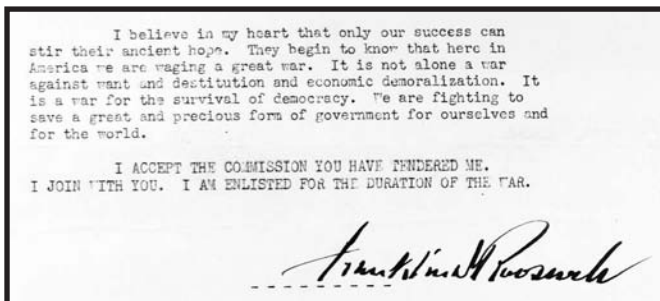 I believe in my heart that only our success can
stir their ancient hope. They begin to know that here in
America we are waging a great war. It is not alone a war
against want and destitution and economic demoralization. It
is a war for the survival of democracy. We are fighting to
save a great and precious form of government for ourselves and
for the world.
I ACCEPT THE COMMISSION YOU HAVE TENDERED ME.
I JOIN WITH YOU. I AM ENLISTED FOR THE DURATION OF THE WAR.
Franklin D Roosevelt